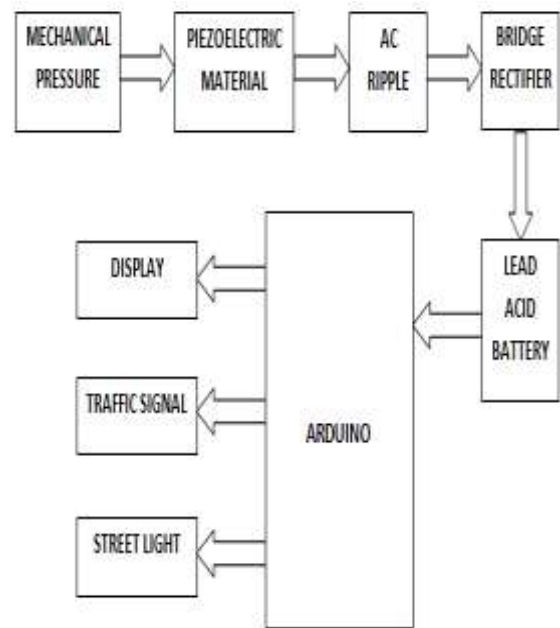 MECHANICAL
PRESSURE
PIEZOELECTRIC
MATERIAL
AC
RIPPLE
BRIDGE
RECTIFIER
DISPLAY
TRAFFIC SIGNAL
STREET LIGHT
ARDUINO
LEAD
ACID
BATTERY